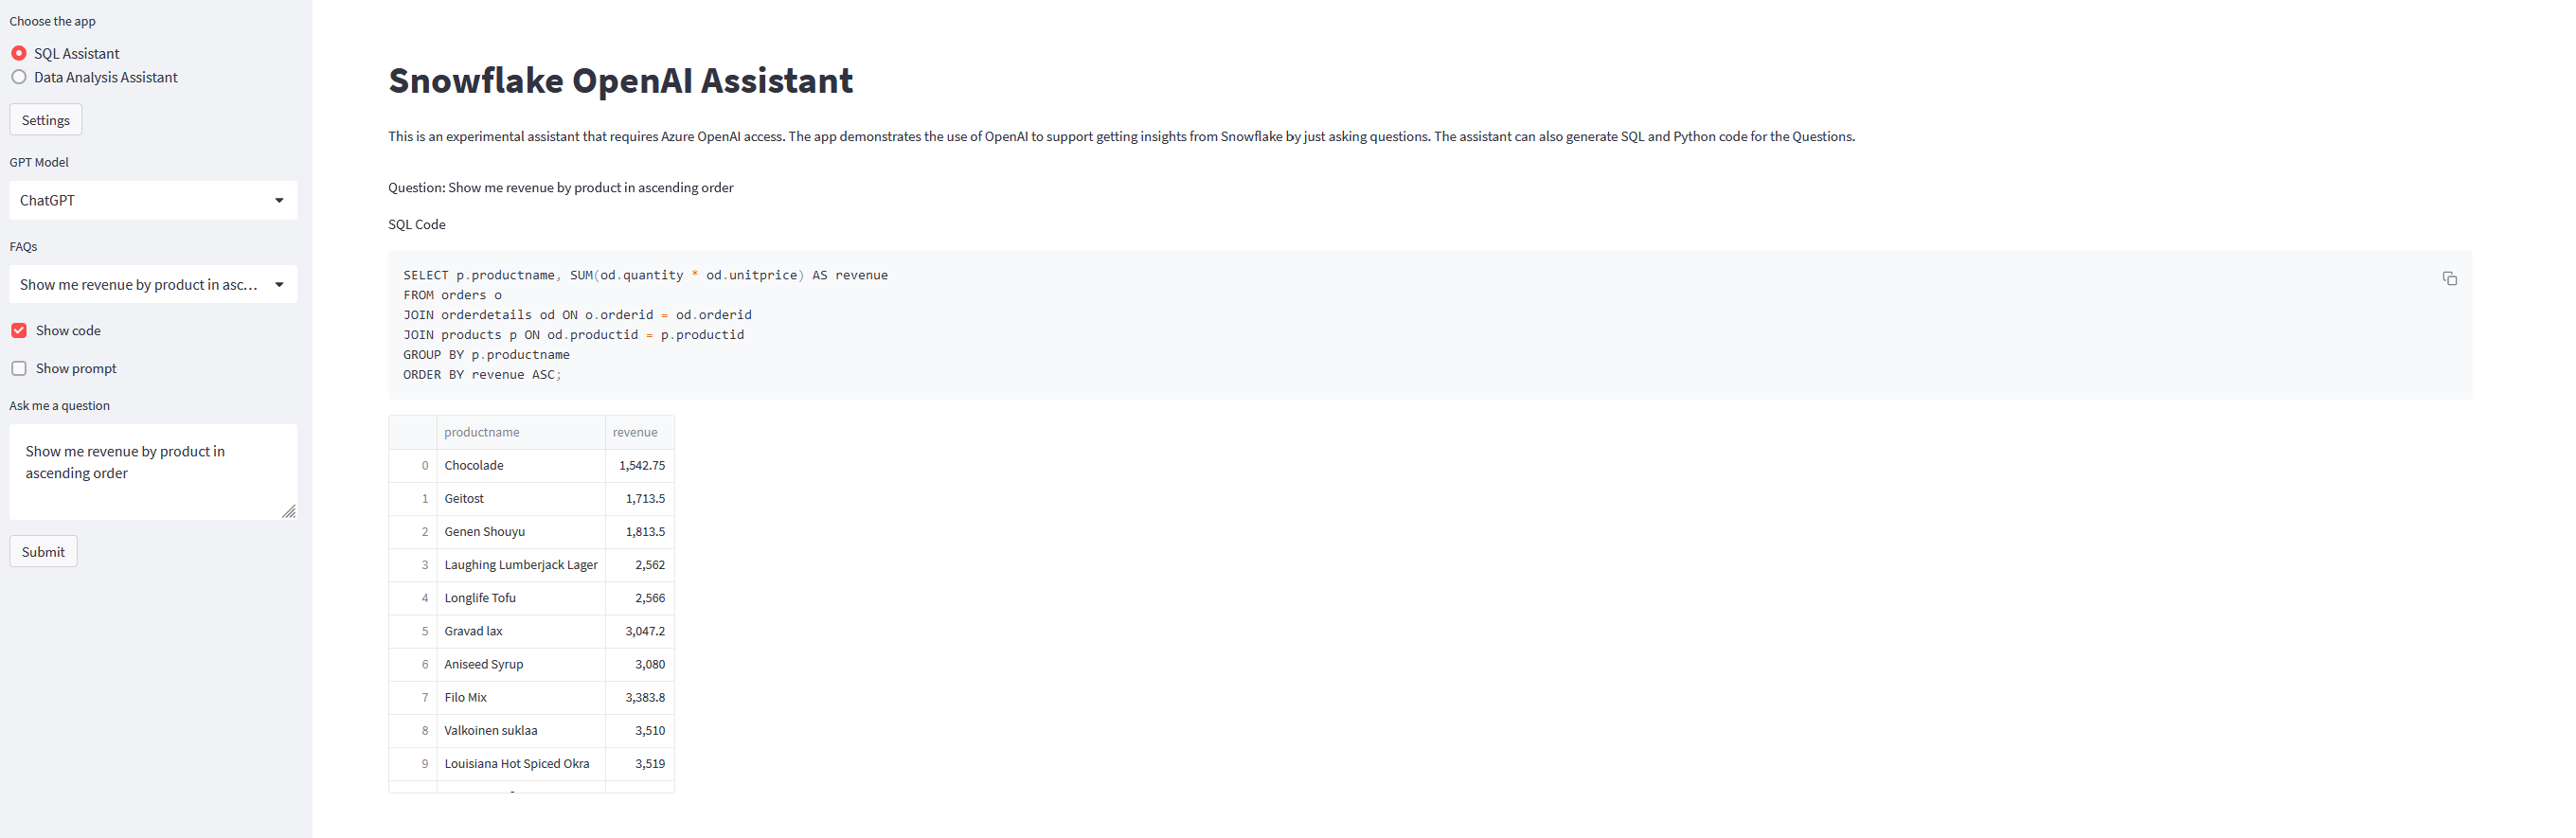 Choose the app
SQL Assistant
Data Analysis Assistant
Settings
GPT Model
ChatGPT
FAQs
Show me revenue by product in asc...
Show code
Show prompt
Ask me a question
Show me revenue by product in
ascending order
Submit
Snowflake OpenAI Assistant
This is an experimental assistant that requires Azure OpenAI access. The app demonstrates the use of OpenAI to support getting insights from Snowflake by just asking questions. The assistant can also generate SQL and Python code for the Questions.
Question: Show me revenue by product in ascending order
SQL Code
SELECT p.productname, SUM(od.quantity * od.unitprice) AS revenue
FROM orders o
JOIN orderdetails od ON o.orderid = od.orderid
JOIN products p ON od.productid = p.productid
GROUP BY p.productname
ORDER BY revenue ASC;
productname revenue
0 Chocolade 1,542.75
1 Geitost 1,713.5
2 Genen Shouyu 1,813.5
3 Laughing Lumberjack Lager 2,562
4 Longlife Tofu 2,566
5 Gravad lax 3,047.2
6 Aniseed Syrup 3,080
7 Filo Mix 3,383.8
8 Valkoinen suklaa 3,510
9 Louisiana Hot Spiced Okra 3,519